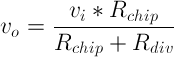 v_o = \frac{v_i * R_{chip}}{R_{chip} + R_{div}}